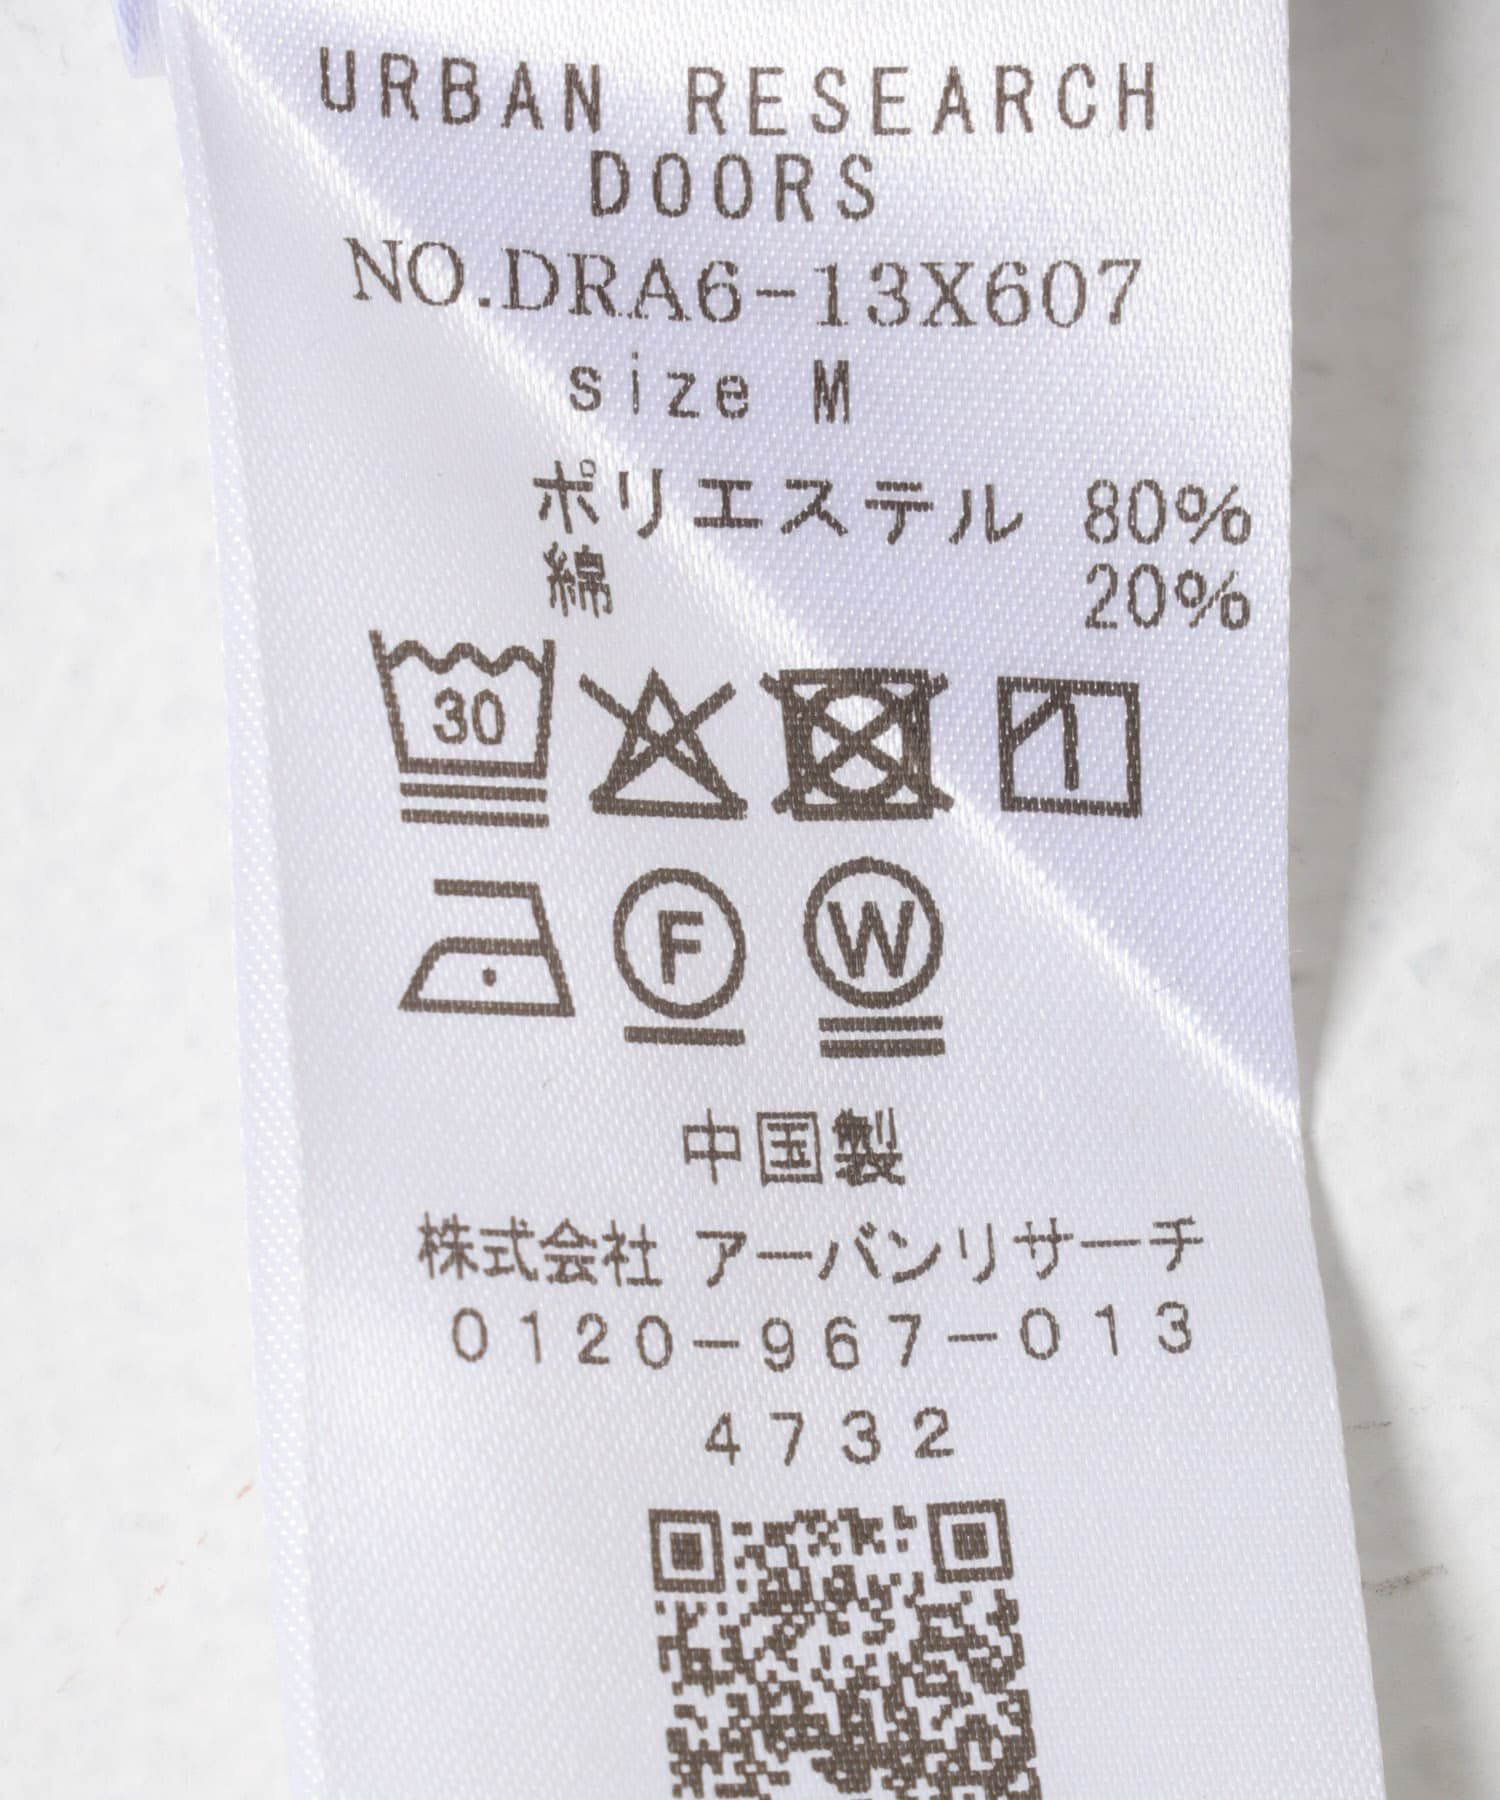 URBAN RESEARCH
DOORS
NO.DRA6-13X607
size M
ポリエステル 80%
綿 20%
30
F W
中国製
株式会社 アーバンリサーチ
0120-967-013
4732